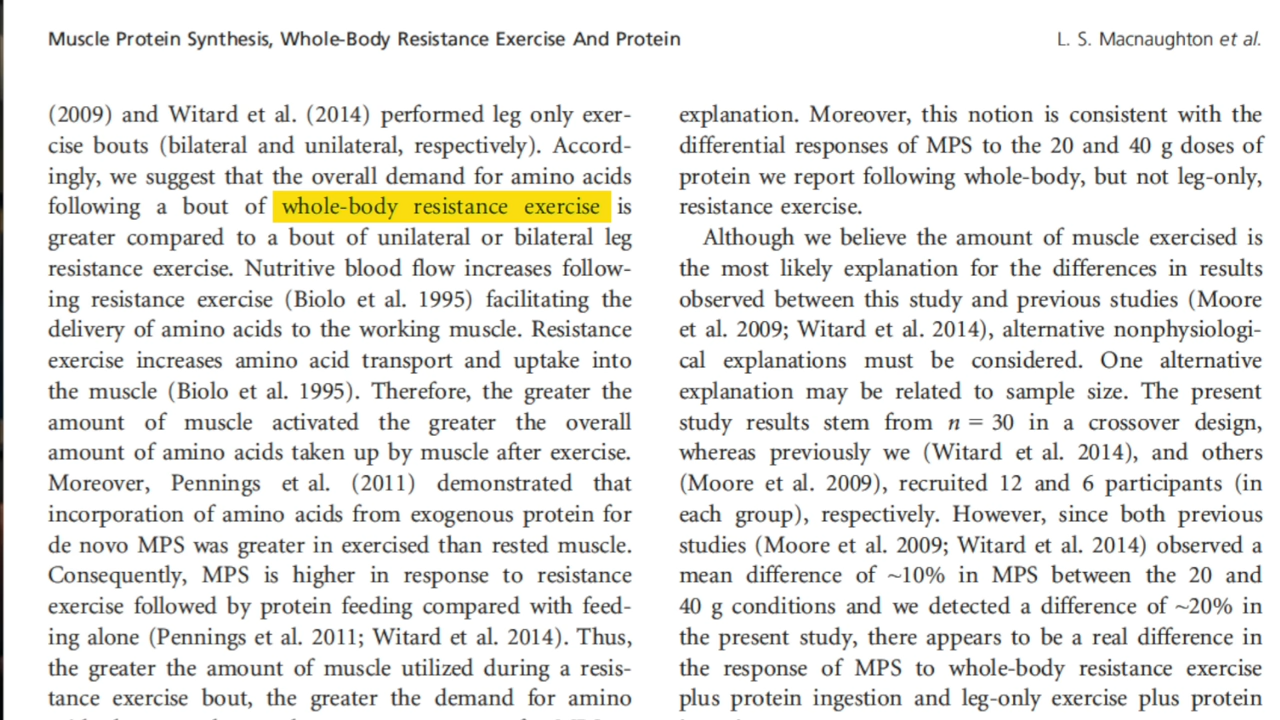 Muscle Protein Synthesis, Whole-Body Resistance Exercise And Protein
L. S. Macnaughton et al.
(2009) and Witard et al. (2014) performed leg only exer-
cise bouts (bilateral and unilateral, respectively). Accord-
ingly, we suggest that the overall demand for amino acids
following a bout of whole-body resistance exercise is
greater compared to a bout of unilateral or bilateral leg
resistance exercise. Nutritive blood flow increases follow-
ing resistance exercise (Biolo et al. 1995) facilitating the
delivery of amino acids to the working muscle. Resistance
exercise increases amino acid transport and uptake into
the muscle (Biolo et al. 1995). Therefore, the greater the
amount of muscle activated the greater the overall
amount of amino acids taken up by muscle after exercise.
Moreover, Pennings et al. (2011) demonstrated that
incorporation of amino acids from exogenous protein for
de novo MPS was greater in exercised than rested muscle.
Consequently, MPS is higher in response to resistance
exercise followed by protein feeding compared with feed-
ing alone (Pennings et al. 2011; Witard et al. 2014). Thus,
the greater the amount of muscle utilized during a resis-
tance exercise bout, the greater the demand for amino
explanation. Moreover, this notion is consistent with the
differential responses of MPS to the 20 and 40 g doses of
protein we report following whole-body, but not leg-only,
resistance exercise.
Although we believe the amount of muscle exercised is
the most likely explanation for the differences in results
observed between this study and previous studies (Moore
et al. 2009; Witard et al. 2014), alternative nonphysiologi-
cal explanations must be considered. One alternative
explanation may be related to sample size. The present
study results stem from n = 30 in a crossover design,
whereas previously we (Witard et al. 2014), and others
(Moore et al. 2009), recruited 12 and 6 participants (in
each group), respectively. However, since both previous
studies (Moore et al. 2009; Witard et al. 2014) observed a
mean difference of ~10% in MPS between the 20 and
40 g conditions and we detected a difference of ~20% in
the present study, there appears to be a real difference in
the response of MPS to whole-body resistance exercise
plus protein ingestion and leg-only exercise plus protein